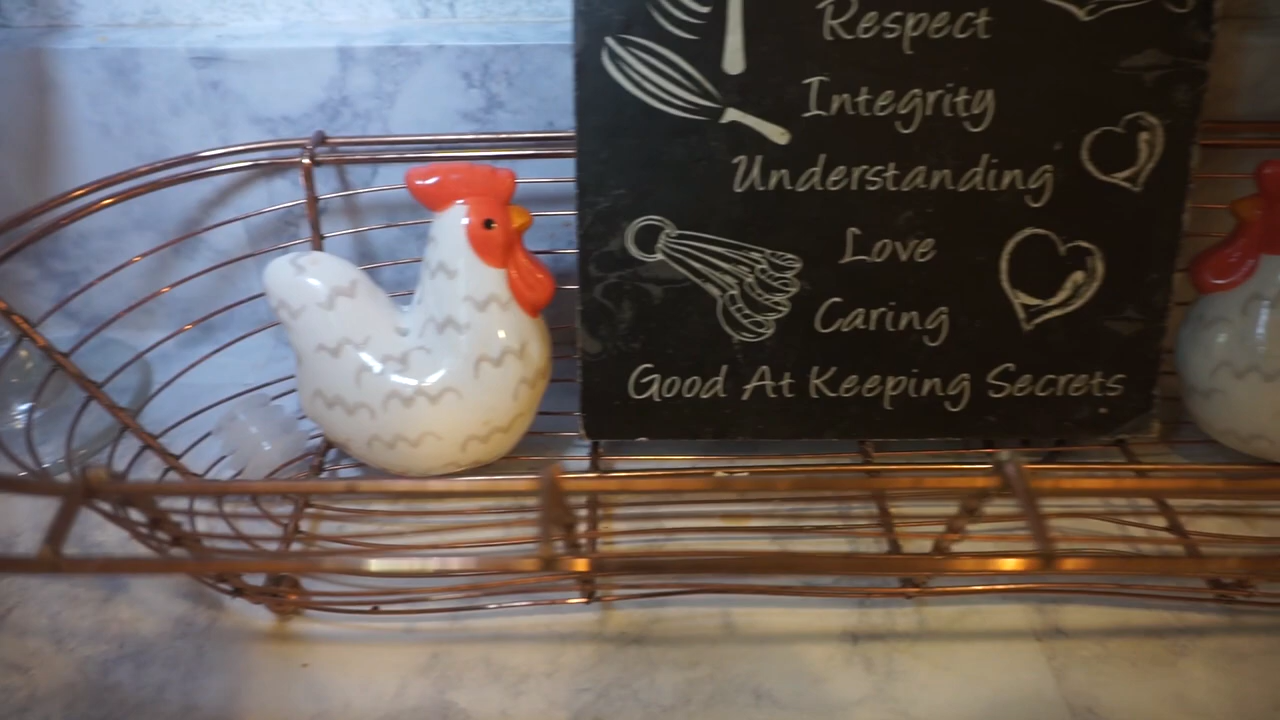 Respect
Integrity
Understanding
Love
Caring
Good At Keeping Secrets